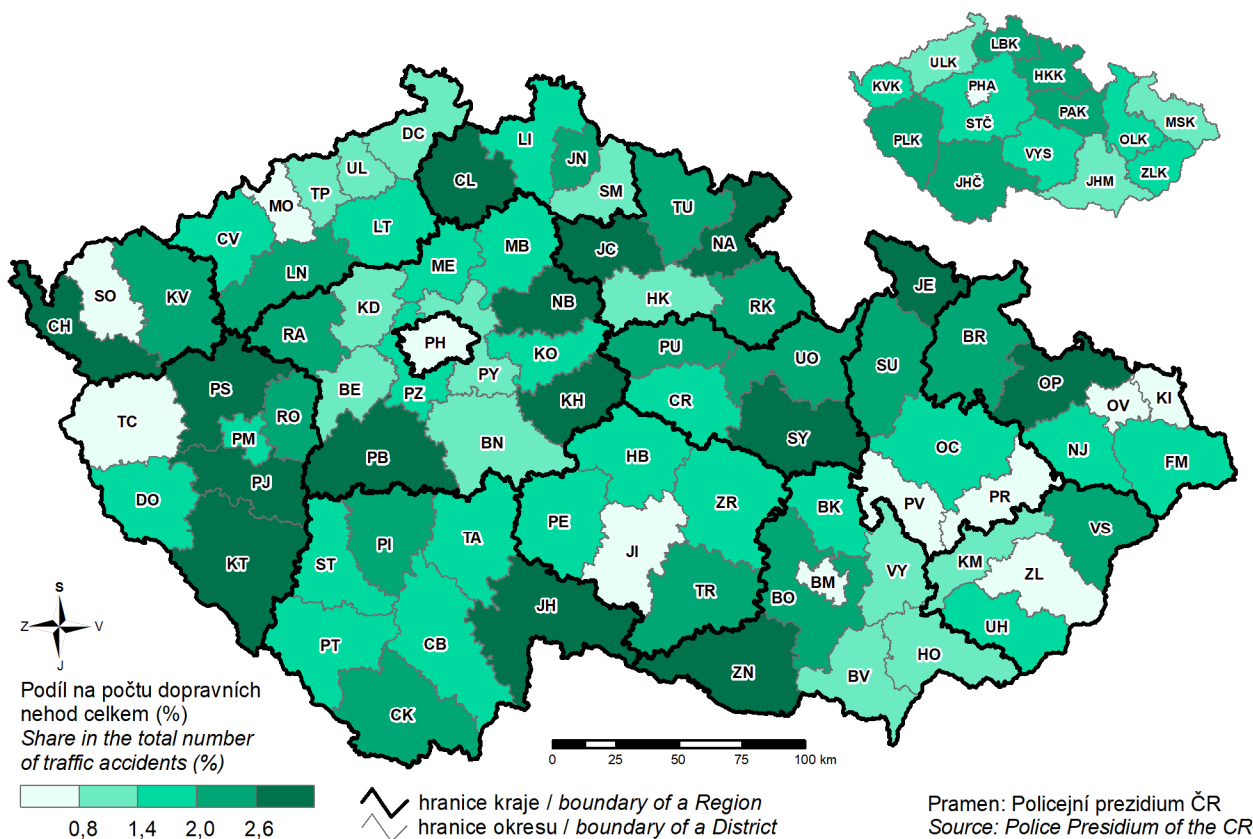 LBK
ULK
HKK
KVK
PHA
PAK
STČ
MSK
PLK
OLK
VYS
ZLK
JHČ
JHM
DC
LI
JN
UL
CL
SM
TP
MO
TU
LT
CV
MB
JC
NA
ME
LN
SO
KV
NB
HK
RK
JE
KD
CH
RA
PH
KO
PU
UO
BR
SU
PS
PY
OP
BE
PZ
KH
CR
OV
KI
TC
RO
PM
SY
BN
HB
OC
NJ
FM
PB
PJ
DO
ZR
PR
PE
BK
PV
VS
PI
TA
JI
KT
ST
KM
VY
ZL
BM
TR
BO
JH
UH
PT
CB
HO
ZN
BV
CK
S
Z V
J
Podíl na počtu dopravních
nehod celkem (%)
Share in the total number
of traffic accidents (%)
0,8 1,4 2,0 2,6
0 25 50 75 100 km
hranice kraje / boundary of a Region
hranice okresu / boundary of a District
Pramen: Policejní prezidium ČR
Source: Police Presidium of the CR